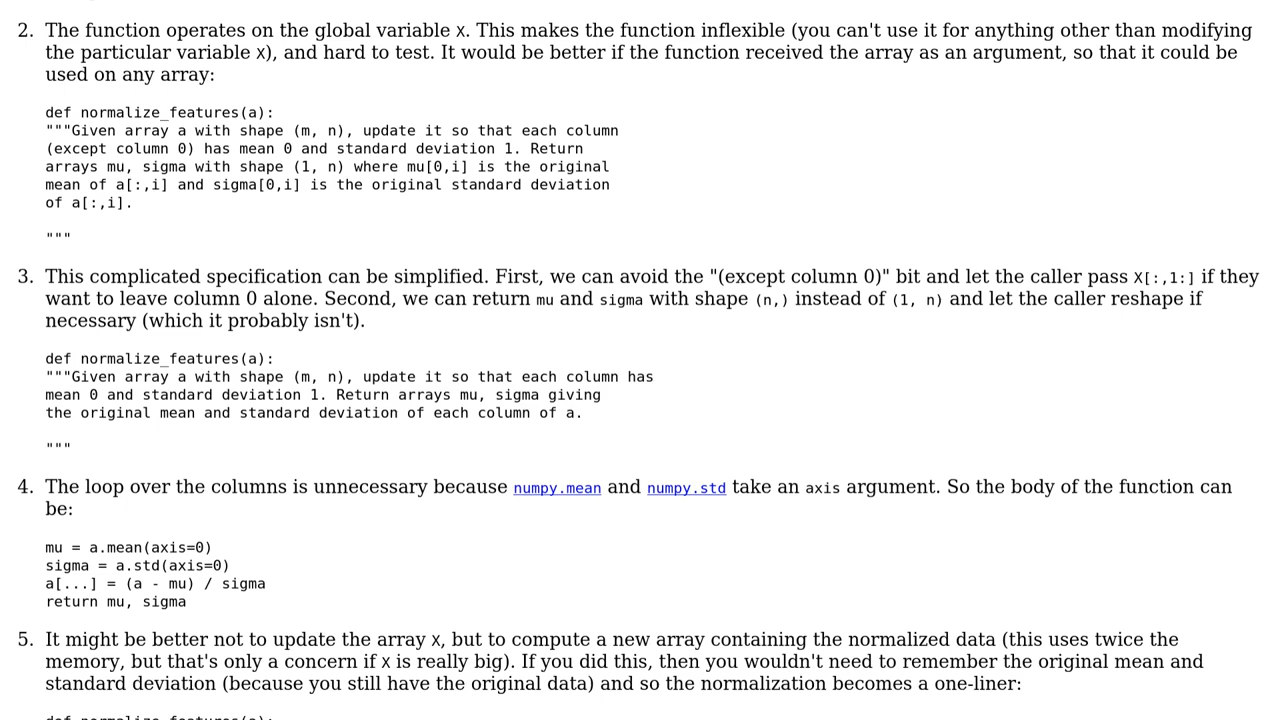 2. The function operates on the global variable X. This makes the function inflexible (you can't use it for anything other than modifying
the particular variable X), and hard to test. It would be better if the function received the array as an argument, so that it could be
used on any array:
def normalize_features(a):
"""Given array a with shape (m, n), update it so that each column
(except column 0) has mean 0 and standard deviation 1. Return
arrays mu, sigma with shape (1, n) where mu[0,i] is the original
mean of a[:,i] and sigma[0,i] is the original standard deviation
of a[:,i].
"""
3. This complicated specification can be simplified. First, we can avoid the "(except column 0)" bit and let the caller pass X[:,1:] if they
want to leave column 0 alone. Second, we can return mu and sigma with shape (n,) instead of (1, n) and let the caller reshape if
necessary (which it probably isn't).
def normalize_features(a):
"""Given array a with shape (m, n), update it so that each column has
mean 0 and standard deviation 1. Return arrays mu, sigma giving
the original mean and standard deviation of each column of a.
"""
4. The loop over the columns is unnecessary because numpy.mean and numpy.std take an axis argument. So the body of the function can
be:
mu = a.mean(axis=0)
sigma = a.std(axis=0)
a[...] = (a - mu) / sigma
return mu, sigma
5. It might be better not to update the array X, but to compute a new array containing the normalized data (this uses twice the
memory, but that's only a concern if X is really big). If you did this, then you wouldn't need to remember the original mean and
standard deviation (because you still have the original data) and so the normalization becomes a one-liner:
def normalize_features(a):